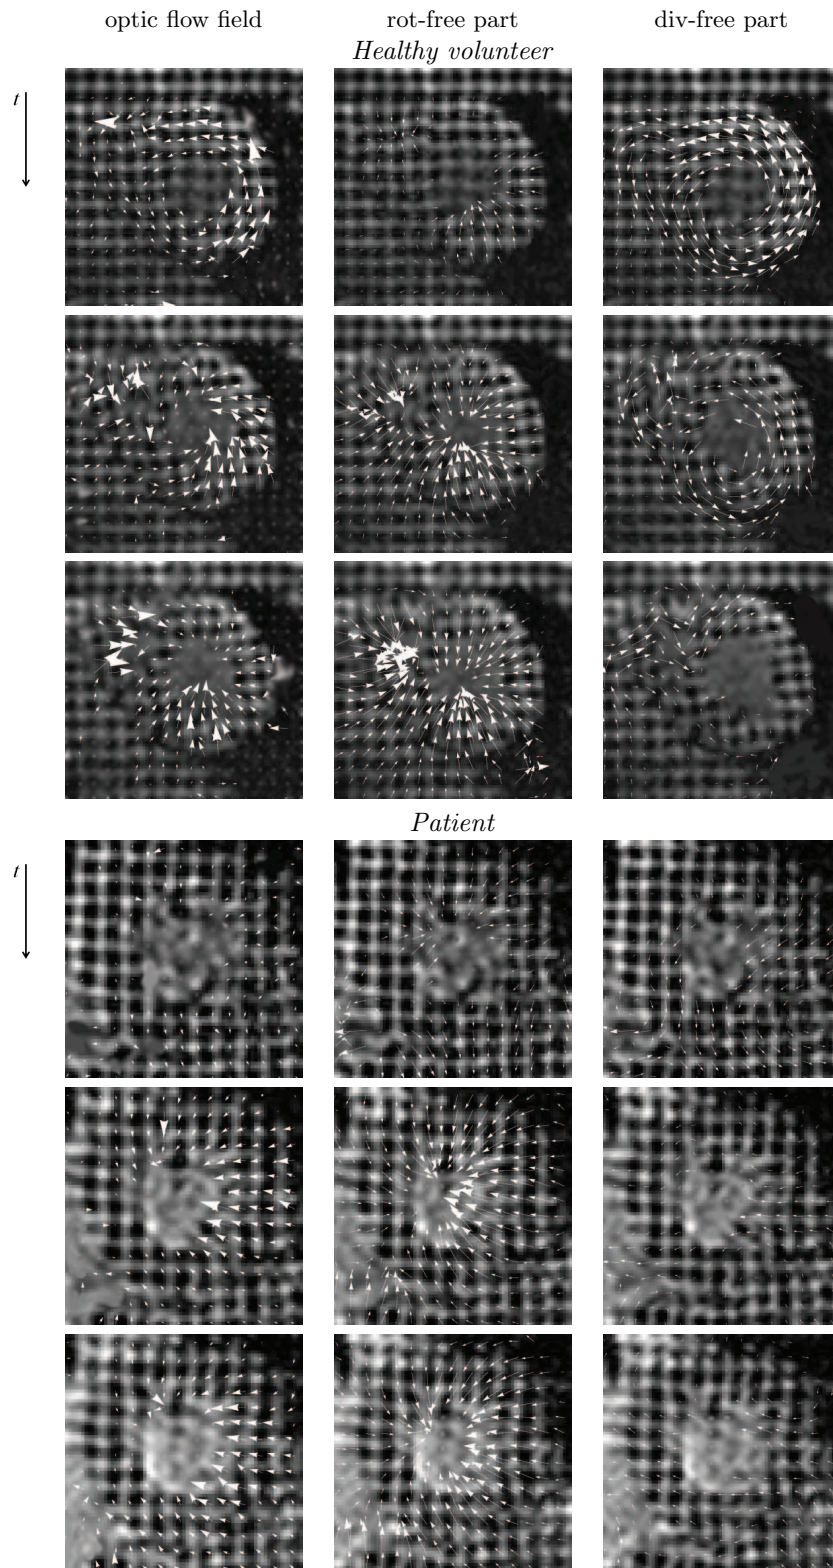 optic flow field rot-free part div-free part
Healthy volunteer
t
Patient
t